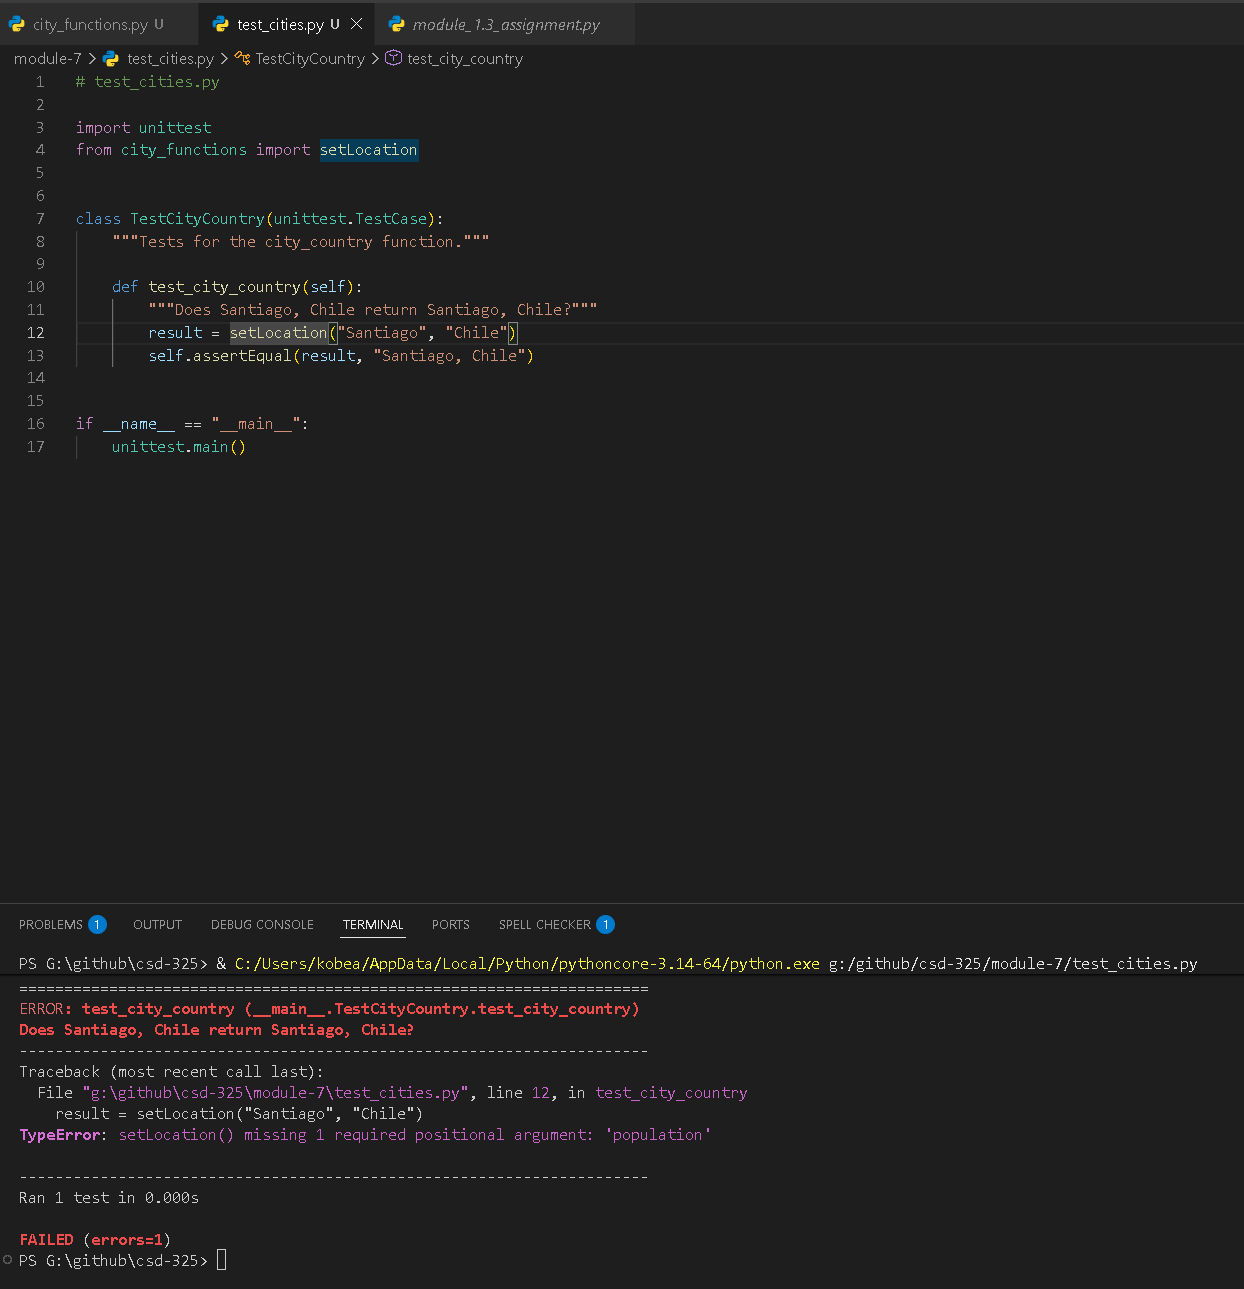 city_functions.py U test_cities.py U module_1.3_assignment.py
module-7 > test_cities.py > TestCityCountry > test_city_country
1 # test_cities.py
2
3 import unittest
4 from city_functions import setLocation
5
6
7 class TestCityCountry(unittest.TestCase):
8 """Tests for the city_country function."""
9
10 def test_city_country(self):
11 """Does Santiago, Chile return Santiago, Chile?"""
12 result = setLocation("Santiago", "Chile")
13 self.assertEqual(result, "Santiago, Chile")
14
15
16 if __name__ == "__main__":
17 unittest.main()
PROBLEMS 1 OUTPUT DEBUG CONSOLE TERMINAL PORTS SPELL CHECKER 1
PS G:\github\csd-325> & C:/Users/kobea/AppData/Local/Python/pythoncore-3.14-64/python.exe g:/github/csd-325/module-7/test_cities.py
======================================================================
ERROR: test_city_country (__main__.TestCityCountry.test_city_country)
Does Santiago, Chile return Santiago, Chile?
----------------------------------------------------------------------
Traceback (most recent call last):
File "g:\github\csd-325\module-7\test_cities.py", line 12, in test_city_country
result = setLocation("Santiago", "Chile")
TypeError: setLocation() missing 1 required positional argument: 'population'
----------------------------------------------------------------------
Ran 1 test in 0.000s
FAILED (errors=1)
PS G:\github\csd-325>